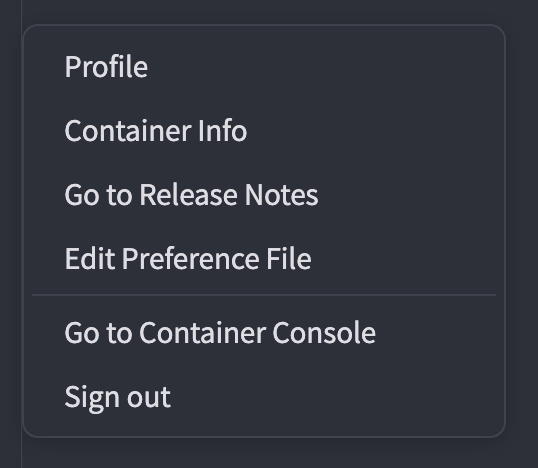 Profile
Container Info
Go to Release Notes
Edit Preference File
Go to Container Console
Sign out